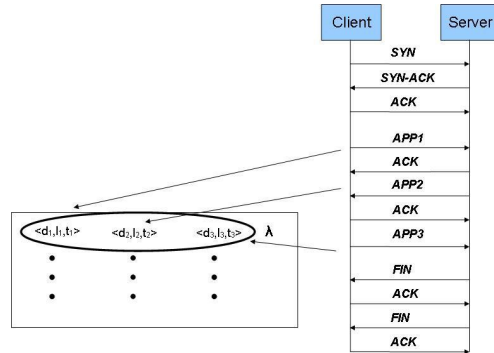 Client Server
SYN
SYN-ACK
ACK
APP1
ACK
APP2
ACK
APP3
FIN
ACK
FIN
ACK
<d₁,l₁,t₁> <d₂,l₂,t₂> <d₃,l₃,t₃> λ